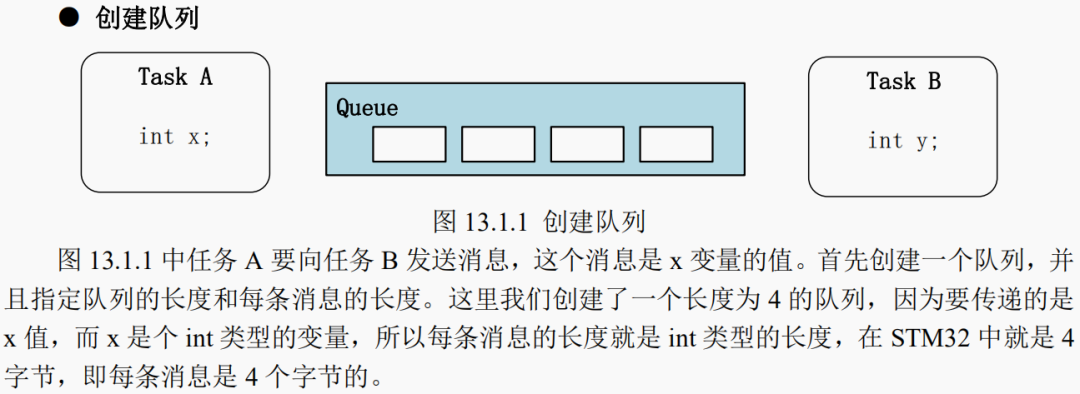 ● 创建队列
Task A
int x;
Queue
Task B
int y;
图 13.1.1 创建队列
图 13.1.1 中任务 A 要向任务 B 发送消息，这个消息是 x 变量的值。首先创建一个队列，并
且指定队列的长度和每条消息的长度。这里我们创建了一个长度为 4 的队列，因为要传递的是
x 值，而 x 是个 int 类型的变量，所以每条消息的长度就是 int 类型的长度，在 STM32 中就是 4
字节，即每条消息是 4 个字节的。